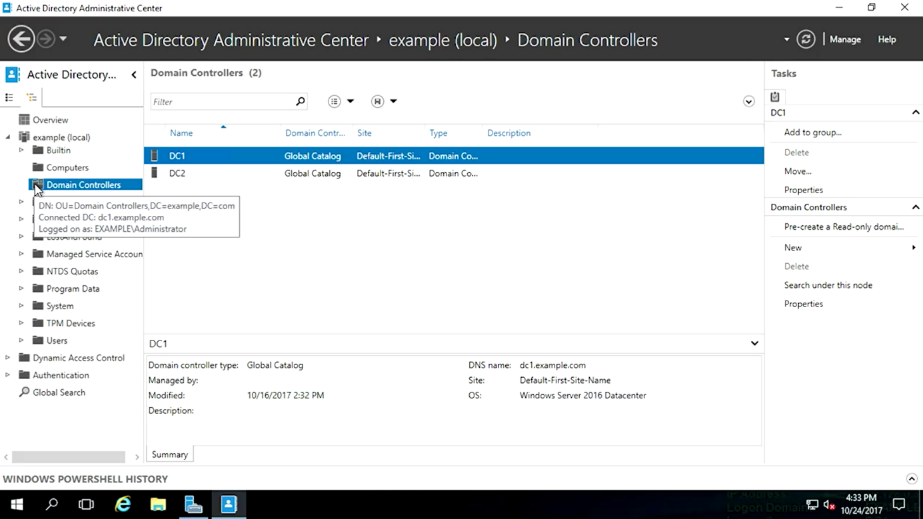 Active Directory Administrative Center
Active Directory Administrative Center • example (local) • Domain Controllers
Manage
Help
Active Directory...
Overview
example (local)
Builtin
Computers
Domain Controllers
DN: OU=Domain Controllers,DC=example,DC=com
Connected DC: dc1.example.com
Logged on as: EXAMPLE\Administrator
LostAndFound
Managed Service Accoun
NTDS Quotas
Program Data
System
TPM Devices
Users
Dynamic Access Control
Authentication
Global Search
Domain Controllers (2)
Filter
Name Domain Contr... Site Type Description
DC1 Global Catalog Default-First-Si... Domain Co...
DC2 Global Catalog Default-First-Si... Domain Co...
DC1
Domain controller type: Global Catalog
Managed by:
Modified: 10/16/2017 2:32 PM
Description:
DNS name: dc1.example.com
Site: Default-First-Site-Name
OS: Windows Server 2016 Datacenter
Summary
Tasks
DC1
Add to group...
Delete
Move...
Properties
Domain Controllers
Pre-create a Read-only domai...
New
Delete
Search under this node
Properties
WINDOWS POWERSHELL HISTORY
IP Address
Logon Domain
4:33 PM
10/24/2017